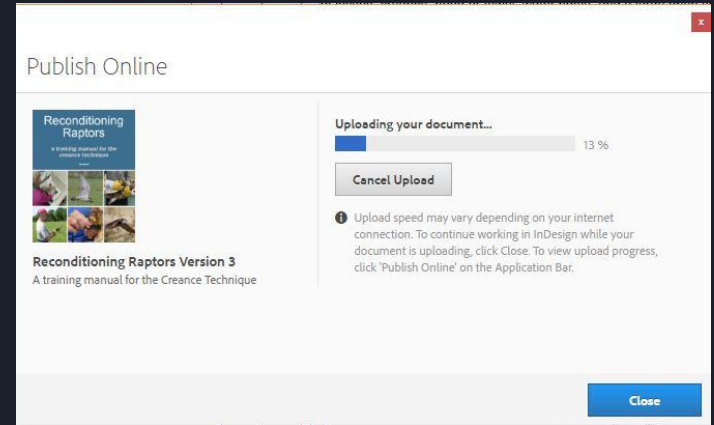 x
Publish Online
Reconditioning
Raptors
a training manual for the
creance technique
Reconditioning Raptors Version 3
A training manual for the Creance Technique
Uploading your document...
13 %
Cancel Upload
Upload speed may vary depending on your internet
connection. To continue working in InDesign while your
document is uploading, click Close. To view upload progress,
click 'Publish Online' on the Application Bar.
Close